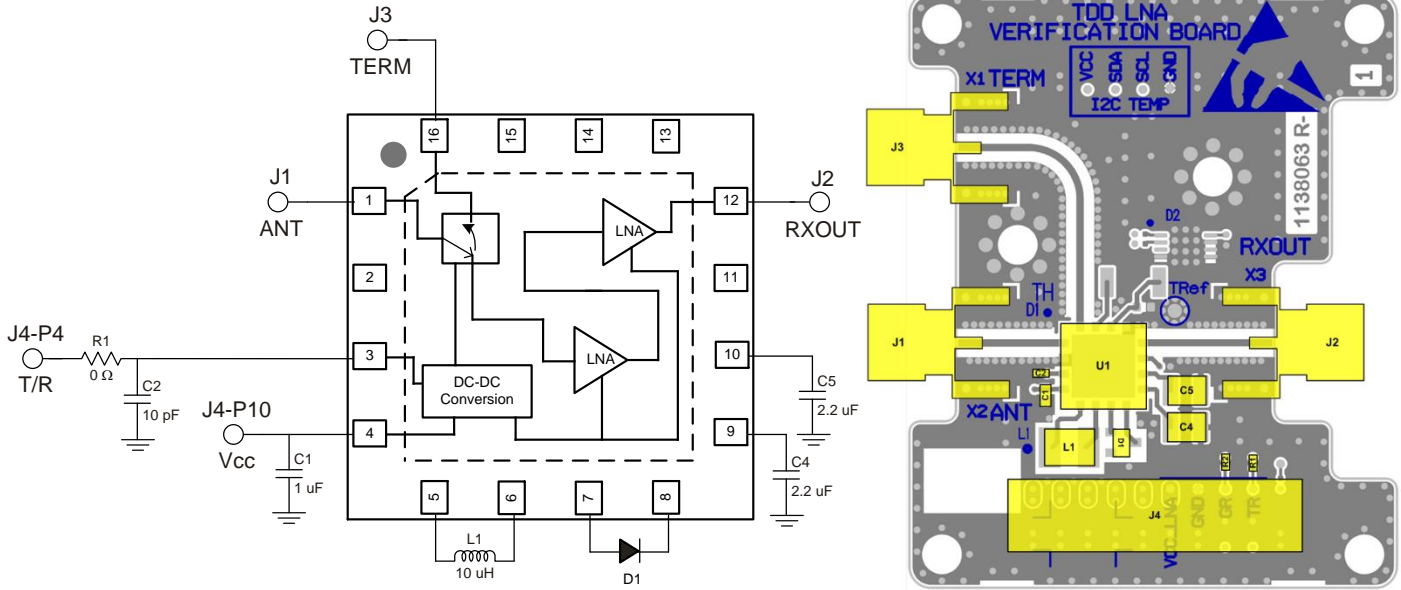 J3
TERM
16
15
14
13
J1
ANT
1
12
J2
RXOUT
LNA
2
11
J4-P4
T/R
R1
0 Ω
C2
10 pF
3
LNA
10
C5
2.2 uF
DC-DC
Conversion
J4-P10
Vcc
C1
1 uF
4
9
C4
2.2 uF
5
6
7
8
L1
10 uH
D1
TDD LNA
VERIFICATION BOARD
VCC
SDA
SCL
GND
I2C TEMP
1
X1 TERM
J3
1138063 R-
D2
RXOUT
X3
TH
D1
TRef
J1
U1
J2
C2
C1
C5
C4
X2 ANT
L1
L1
D1
R2
R1
J4
VCC_LNA
GND
GR
TR